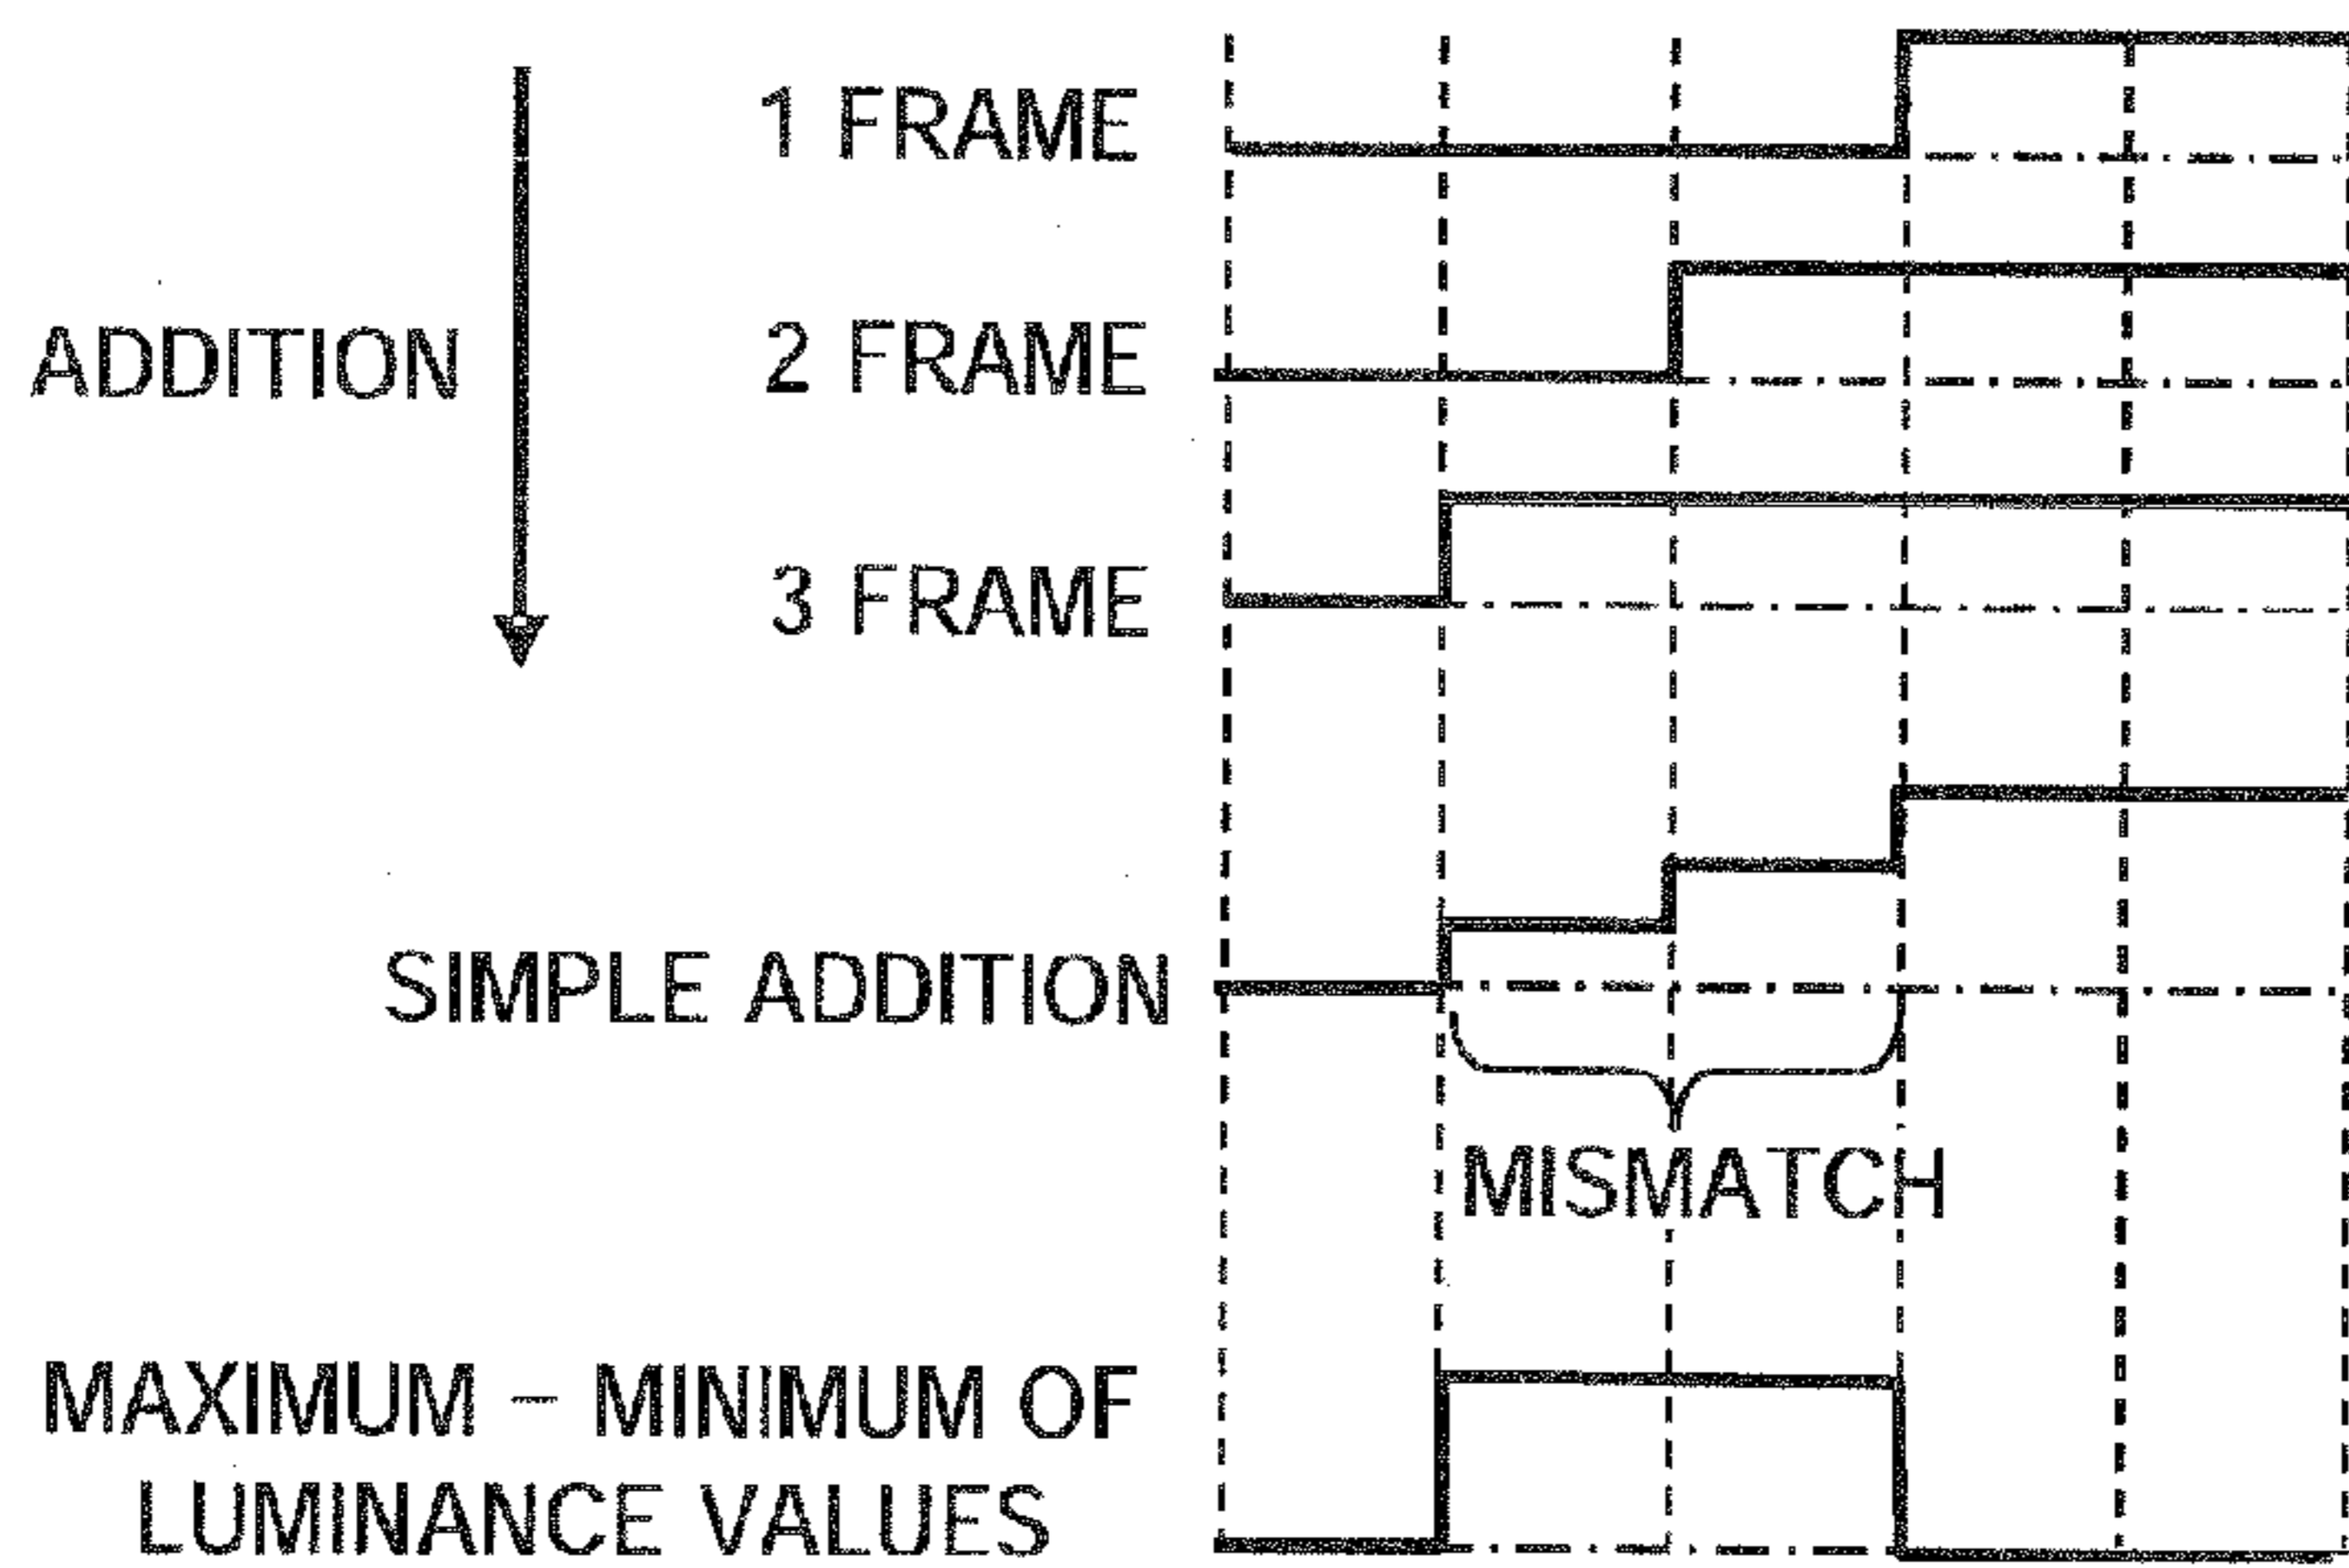 1 FRAME
ADDITION
2 FRAME
3 FRAME
SIMPLE ADDITION
MISMATCH
MAXIMUM – MINIMUM OF
LUMINANCE VALUES